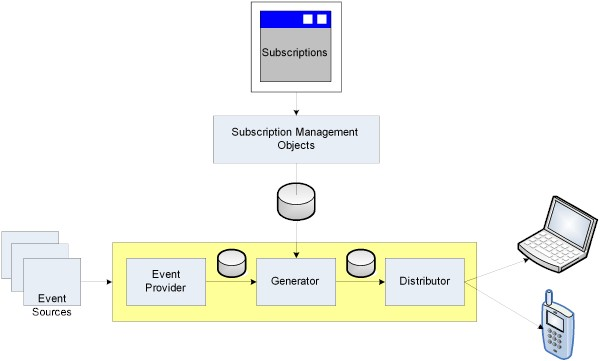 Subscriptions
Subscription Management
Objects
Event
Sources
Event
Provider
Generator
Distributor